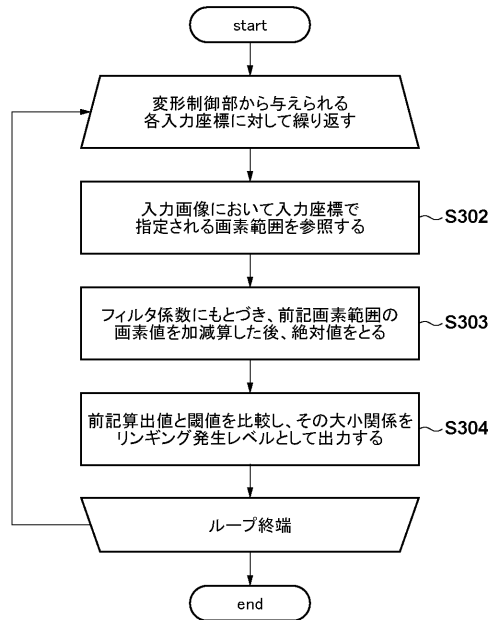 start
変形制御部から与えられる
各入力座標に対して繰り返す
入力画像において入力座標で
指定される画素範囲を参照する
S302
フィルタ係数にもとづき、前記画素範囲の
画素値を加減算した後、絶対値をとる
S303
前記算出値と閾値を比較し、その大小関係を
リンギング発生レベルとして出力する
S304
ループ終端
end